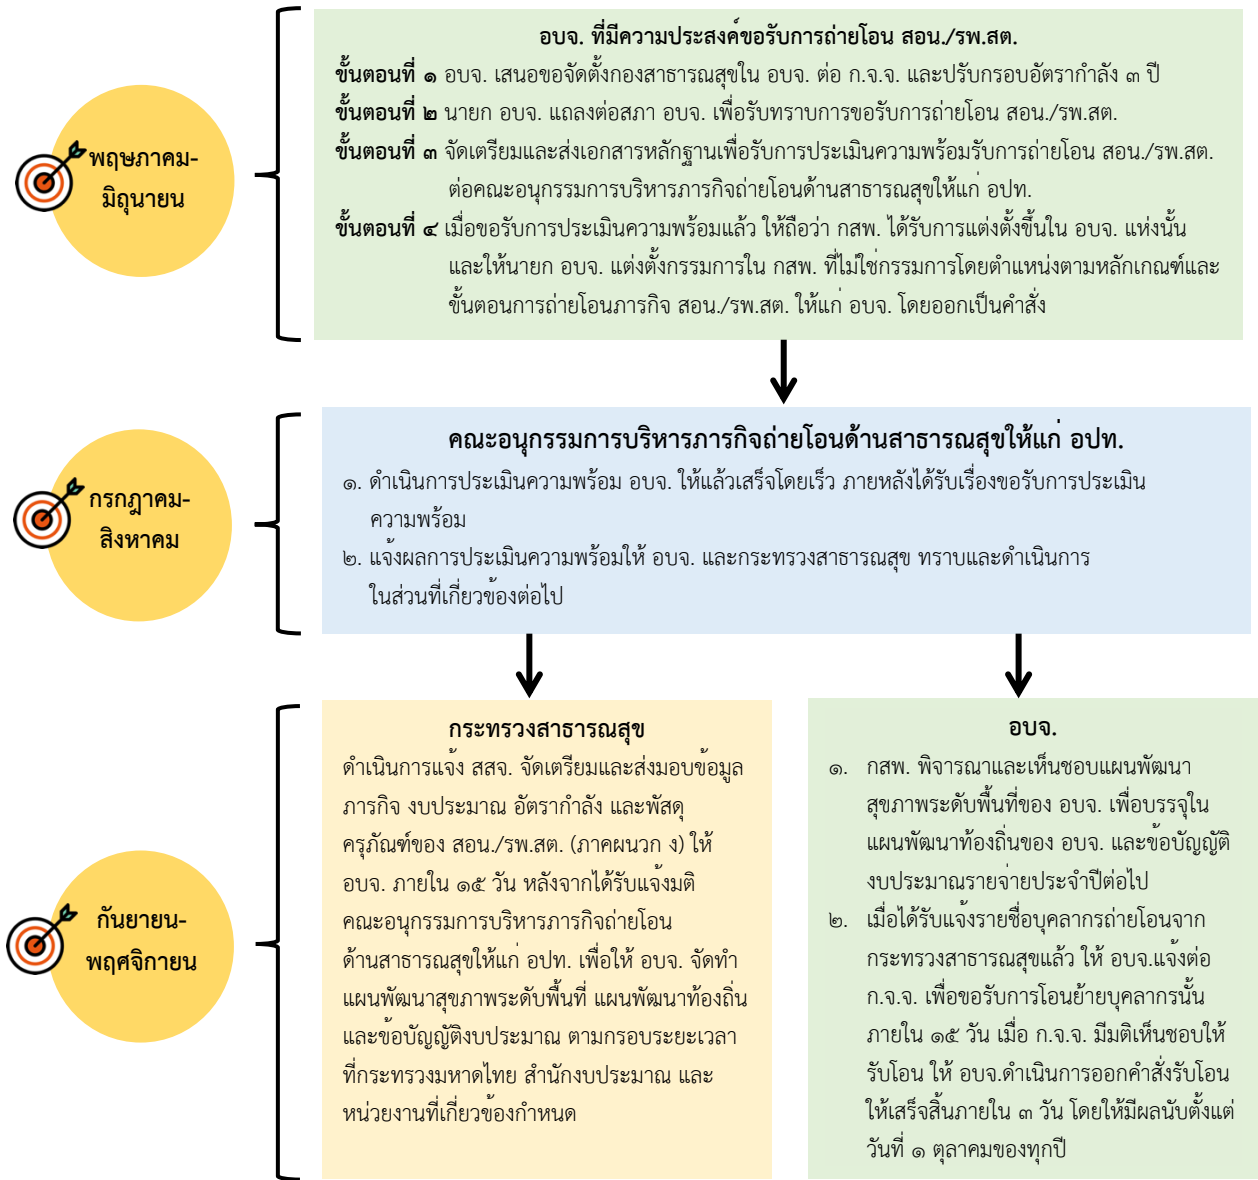 พฤษภาคม-
มิถุนายน
อบจ. ที่มีความประสงค์ขอรับการถ่ายโอน สอน./รพ.สต.
ขั้นตอนที่ ๑ อบจ. เสนอขอจัดตั้งกองสาธารณสุขใน อบจ. ต่อ ก.จ.จ. และปรับกรอบอัตรากำลัง ๓ ปี
ขั้นตอนที่ ๒ นายก อบจ. แถลงต่อสภา อบจ. เพื่อรับทราบการขอรับการถ่ายโอน สอน./รพ.สต.
ขั้นตอนที่ ๓ จัดเตรียมและส่งเอกสารหลักฐานเพื่อรับการประเมินความพร้อมรับการถ่ายโอน สอน./รพ.สต.
ต่อคณะอนุกรรมการบริหารภารกิจถ่ายโอนด้านสาธารณสุขให้แก่ อปท.
ขั้นตอนที่ ๔ เมื่อขอรับการประเมินความพร้อมแล้ว ให้ถือว่า กสพ. ได้รับการแต่งตั้งขึ้นใน อบจ. แห่งนั้น
และให้นายก อบจ. แต่งตั้งกรรมการใน กสพ. ที่ไม่ใช่กรรมการโดยตำแหน่งตามหลักเกณฑ์และ
ขั้นตอนการถ่ายโอนภารกิจ สอน./รพ.สต. ให้แก่ อบจ. โดยออกเป็นคำสั่ง
กรกฎาคม-
สิงหาคม
คณะอนุกรรมการบริหารภารกิจถ่ายโอนด้านสาธารณสุขให้แก่ อปท.
๑. ดำเนินการประเมินความพร้อม อบจ. ให้แล้วเสร็จโดยเร็ว ภายหลังได้รับเรื่องขอรับการประเมิน
ความพร้อม
๒. แจ้งผลการประเมินความพร้อมให้ อบจ. และกระทรวงสาธารณสุข ทราบและดำเนินการ
ในส่วนที่เกี่ยวข้องต่อไป
กันยายน-
พฤศจิกายน
กระทรวงสาธารณสุข
ดำเนินการแจ้ง สสจ. จัดเตรียมและส่งมอบข้อมูล
ภารกิจ งบประมาณ อัตรากำลัง และพัสดุ
ครุภัณฑ์ของ สอน./รพ.สต. (ภาคผนวก ง) ให้
อบจ. ภายใน ๑๕ วัน หลังจากได้รับแจ้งมติ
คณะอนุกรรมการบริหารภารกิจถ่ายโอน
ด้านสาธารณสุขให้แก่ อปท. เพื่อให้ อบจ. จัดทำ
แผนพัฒนาสุขภาพระดับพื้นที่ แผนพัฒนาท้องถิ่น
และข้อบัญญัติงบประมาณ ตามกรอบระยะเวลา
ที่กระทรวงมหาดไทย สำนักงบประมาณ และ
หน่วยงานที่เกี่ยวข้องกำหนด
อบจ.
๑. กสพ. พิจารณาและเห็นชอบแผนพัฒนา
สุขภาพระดับพื้นที่ของ อบจ. เพื่อบรรจุใน
แผนพัฒนาท้องถิ่นของ อบจ. และข้อบัญญัติ
งบประมาณรายจ่ายประจำปีต่อไป
๒. เมื่อได้รับแจ้งรายชื่อบุคลากรถ่ายโอนจาก
กระทรวงสาธารณสุขแล้ว ให้ อบจ.แจ้งต่อ
ก.จ.จ. เพื่อขอรับการโอนย้ายบุคลากรนั้น
ภายใน ๑๕ วัน เมื่อ ก.จ.จ. มีมติเห็นชอบให้
รับโอน ให้ อบจ.ดำเนินการออกคำสั่งรับโอน
ให้เสร็จสิ้นภายใน ๓ วัน โดยให้มีผลนับตั้งแต่
วันที่ ๑ ตุลาคมของทุกปี